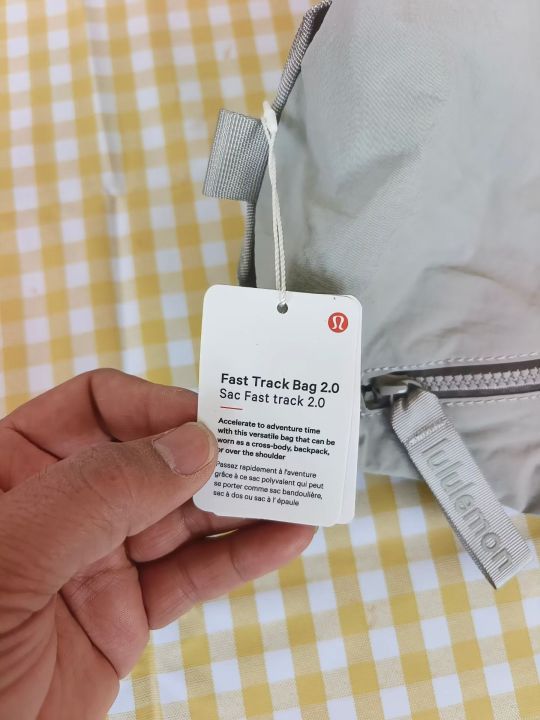 Fast Track Bag 2.0
Sac Fast track 2.0
Accelerate to adventure time
with this versatile bag that can be
worn as a cross-body, backpack,
or over the shoulder
Passez rapidement à l'aventure
grâce à ce sac polyvalent qui peut
se porter comme sac bandoulière,
sac à dos ou sac à l' épaule
lululemon